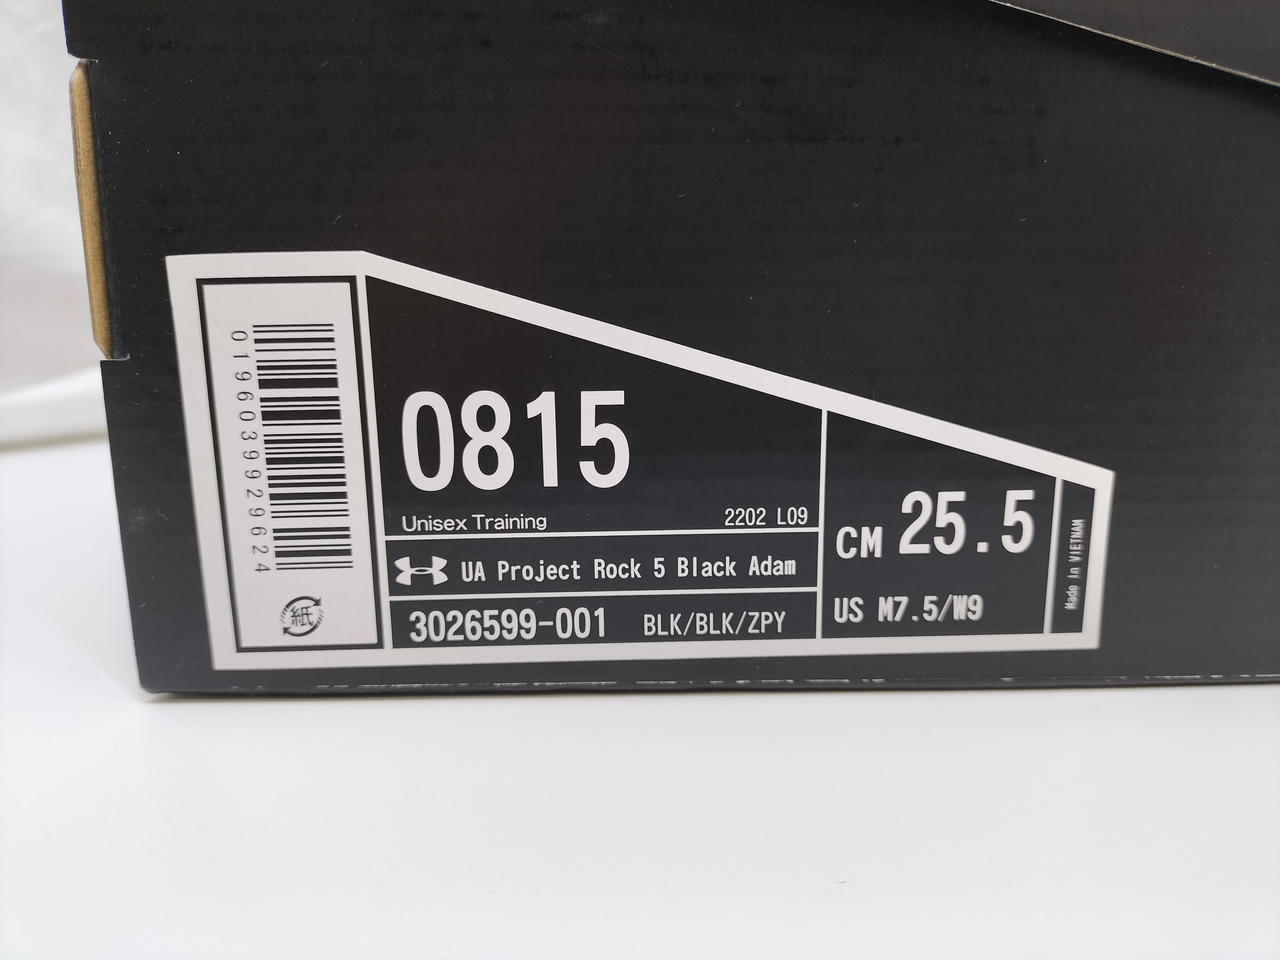 0196039929624
紙
0815
Unisex Training
2202 L09
UA Project Rock 5 Black Adam
3026599-001 BLK/BLK/ZPY
CM 25.5
US M7.5/W9
Made in VIETNAM